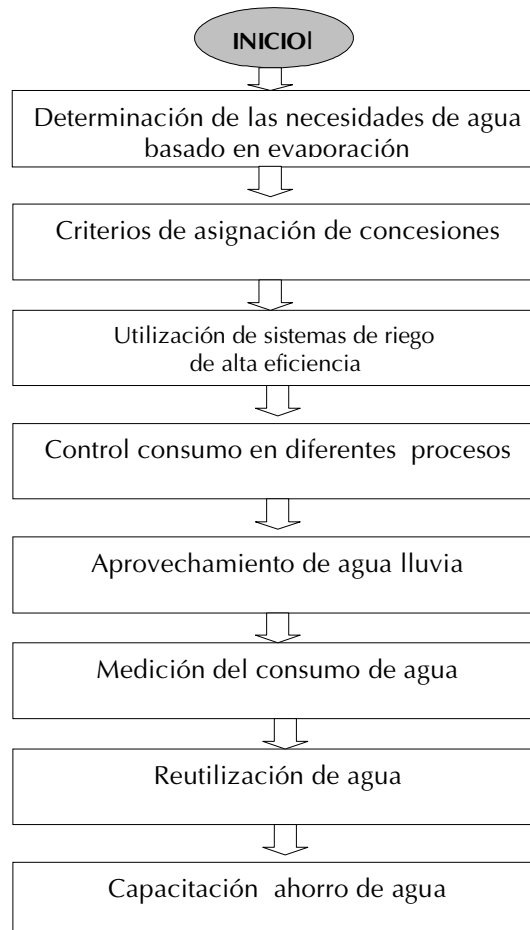 INICIOl
Determinación de las necesidades de agua
basado en evaporación
Criterios de asignación de concesiones
Utilización de sistemas de riego
de alta eficiencia
Control consumo en diferentes procesos
Aprovechamiento de agua lluvia
Medición del consumo de agua
Reutilización de agua
Capacitación ahorro de agua